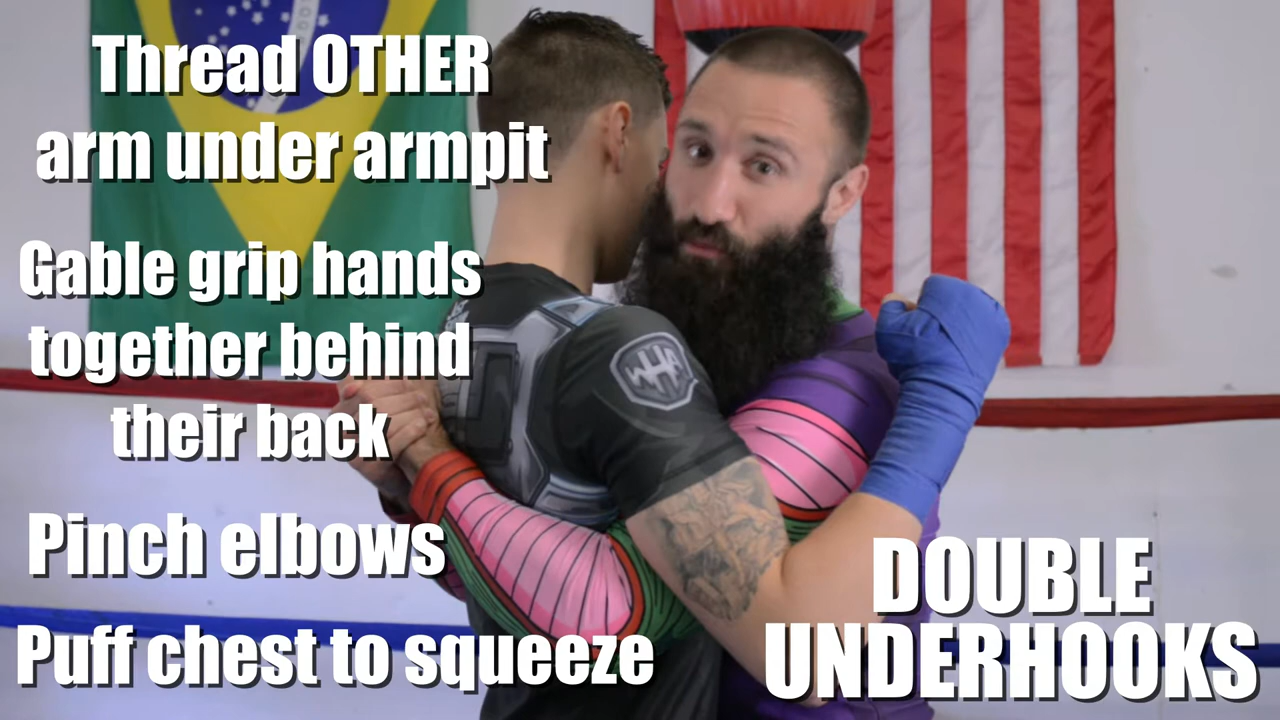 Thread OTHER
arm under armpit
Gable grip hands
together behind
their back
Pinch elbows
Puff chest to squeeze
DOUBLE
UNDERHOOKS
WHA